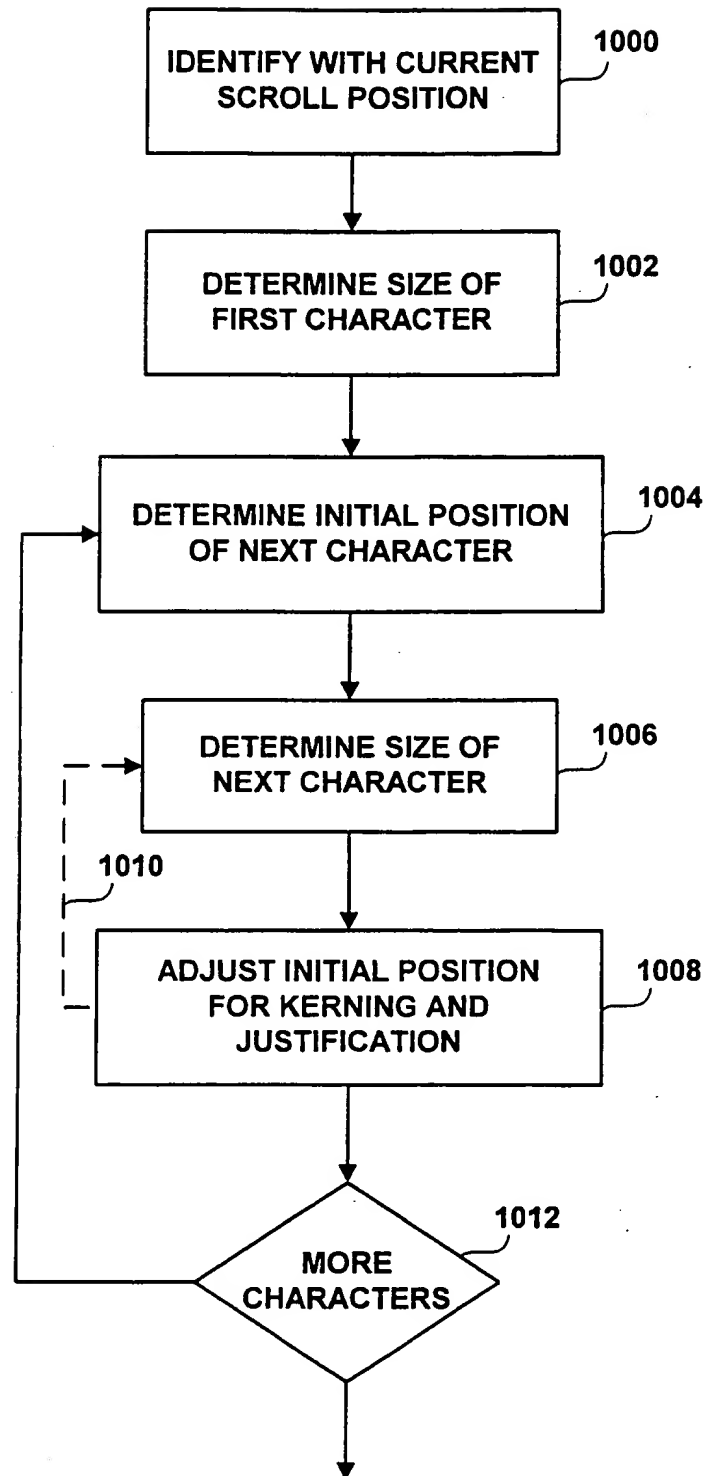 1000
IDENTIFY WITH CURRENT
SCROLL POSITION
1002
DETERMINE SIZE OF
FIRST CHARACTER
1004
DETERMINE INITIAL POSITION
OF NEXT CHARACTER
1006
DETERMINE SIZE OF
NEXT CHARACTER
1010
ADJUST INITIAL POSITION
FOR KERNING AND
JUSTIFICATION
1008
1012
MORE
CHARACTERS